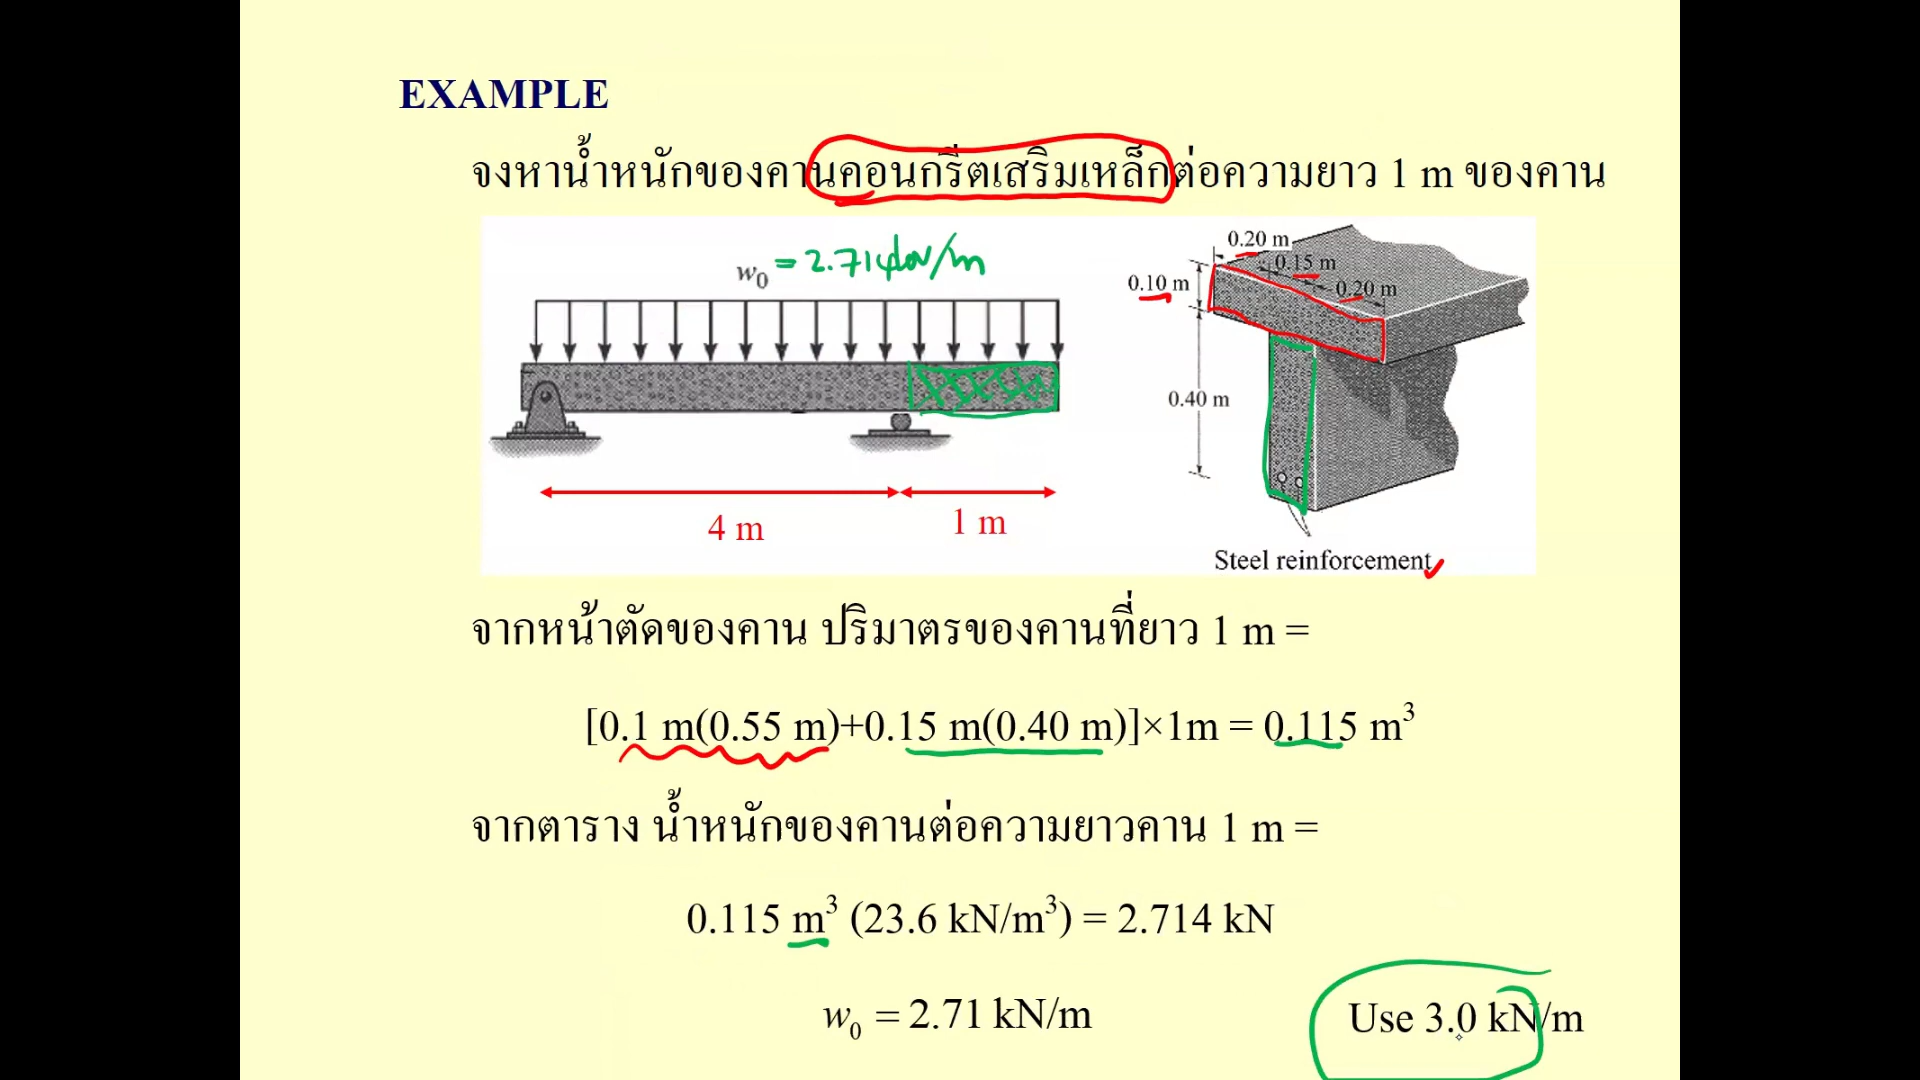 EXAMPLE
จงหาน้ำหนักของคานคอนกรีตเสริมเหล็กต่อความยาว 1 m ของคาน
w₀ = 2.714kN/m
4 m
1 m
0.20 m
0.15 m
0.20 m
0.10 m
0.40 m
Steel reinforcement
จากหน้าตัดของคาน ปริมาตรของคานที่ยาว 1 m =
[0.1 m(0.55 m)+0.15 m(0.40 m)]×1m = 0.115 m³
จากตาราง น้ำหนักของคานต่อความยาวคาน 1 m =
0.115 m³ (23.6 kN/m³) = 2.714 kN
w₀ = 2.71 kN/m
Use 3.0 kN/m